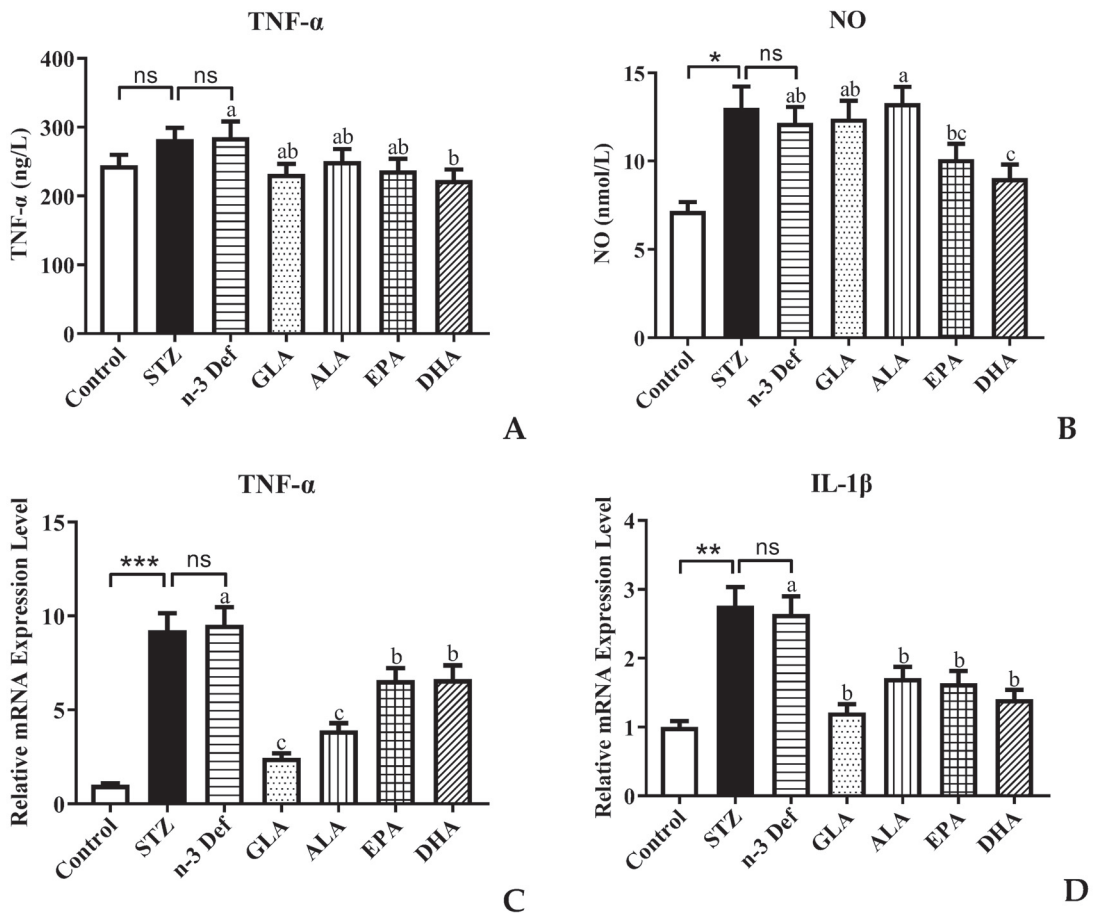 TNF-α
TNF-α (ng/L)
400
300
200
100
0
ns
ns
a
ab
ab
ab
b
Control
STZ
n-3 Def
GLA
ALA
EPA
DHA
A
NO
NO (nmol/L)
15
10
5
0
*
ns
ab
ab
a
bc
c
Control
STZ
n-3 Def
GLA
ALA
EPA
DHA
B
TNF-α
Relative mRNA Expression Level
15
10
5
0
***
ns
a
c
c
b
b
Control
STZ
n-3 Def
GLA
ALA
EPA
DHA
C
IL-1β
Relative mRNA Expression Level
4
3
2
1
0
**
ns
a
b
b
b
b
Control
STZ
n-3 Def
GLA
ALA
EPA
DHA
D